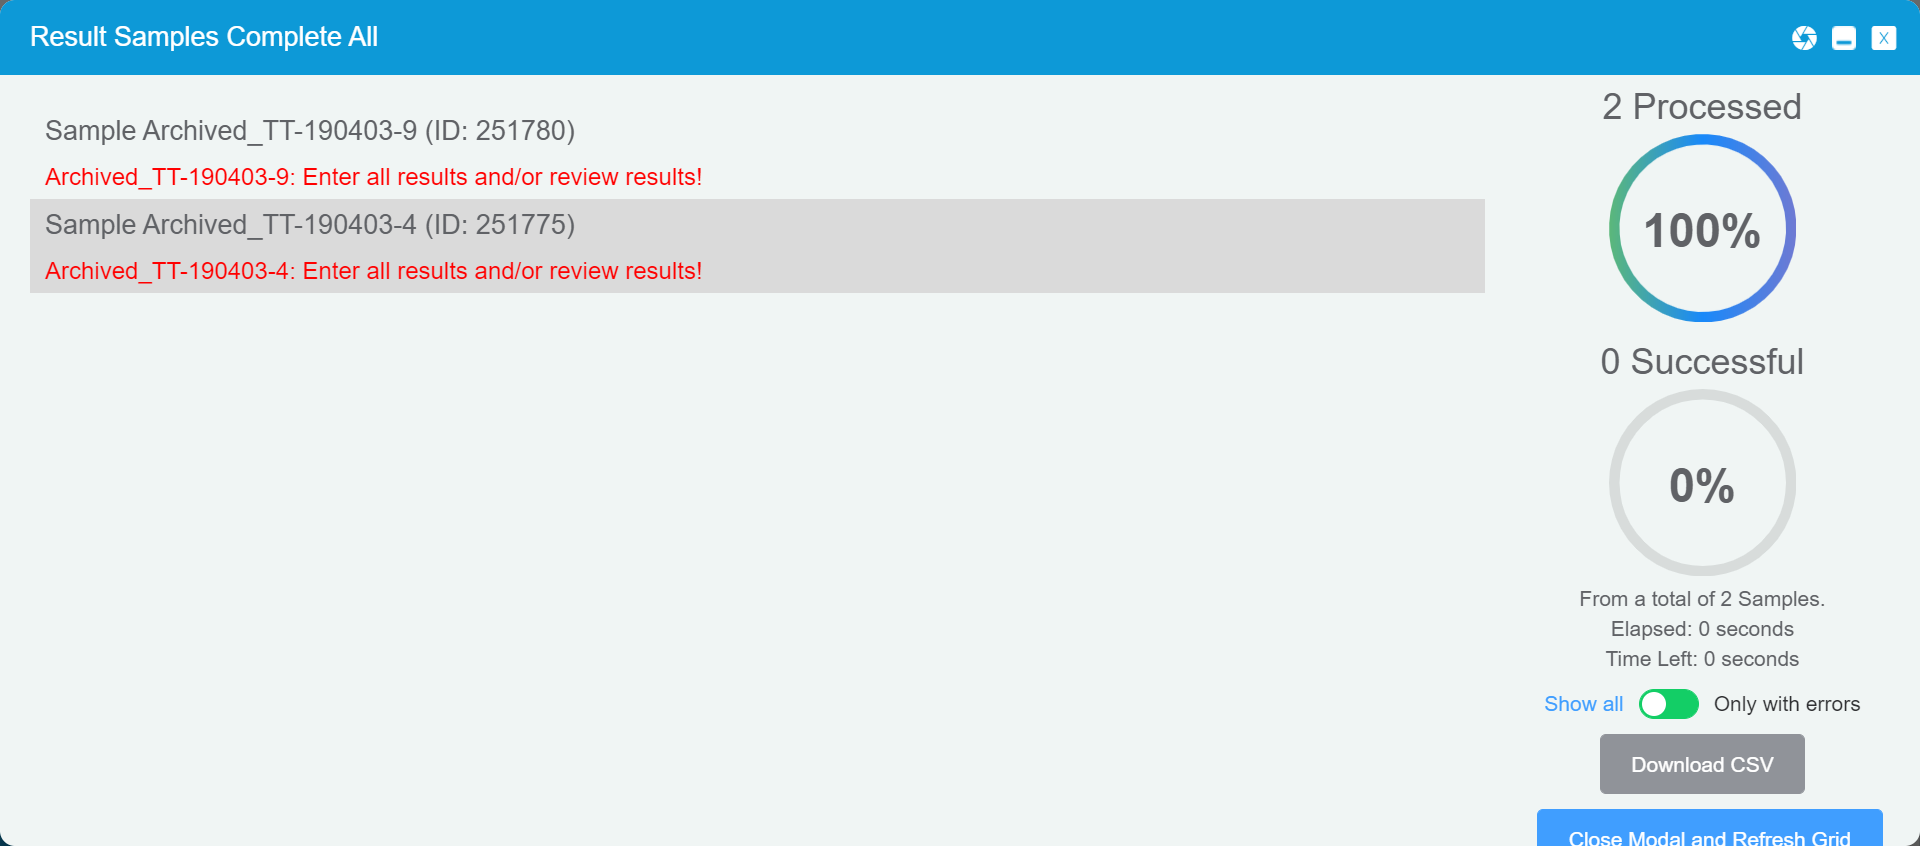 Result Samples Complete All
X
Sample Archived_TT-190403-9 (ID: 251780)
Archived_TT-190403-9: Enter all results and/or review results!
Sample Archived_TT-190403-4 (ID: 251775)
Archived_TT-190403-4: Enter all results and/or review results!
2 Processed
100%
0 Successful
0%
From a total of 2 Samples.
Elapsed: 0 seconds
Time Left: 0 seconds
Show all Only with errors
Download CSV
Close Modal and Refresh Grid